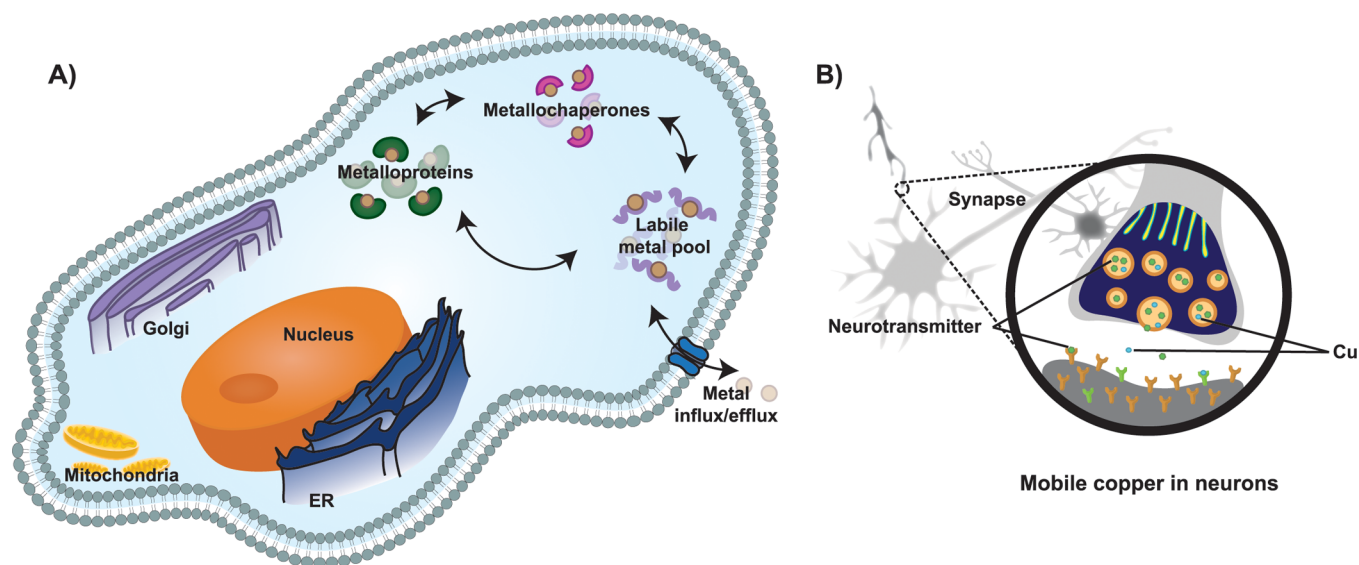 A)
Metallochaperones
Metalloproteins
Labile
metal pool
Golgi
Nucleus
Metal
influx/efflux
Mitochondria
ER
B)
Synapse
Neurotransmitter
Cu
Mobile copper in neurons